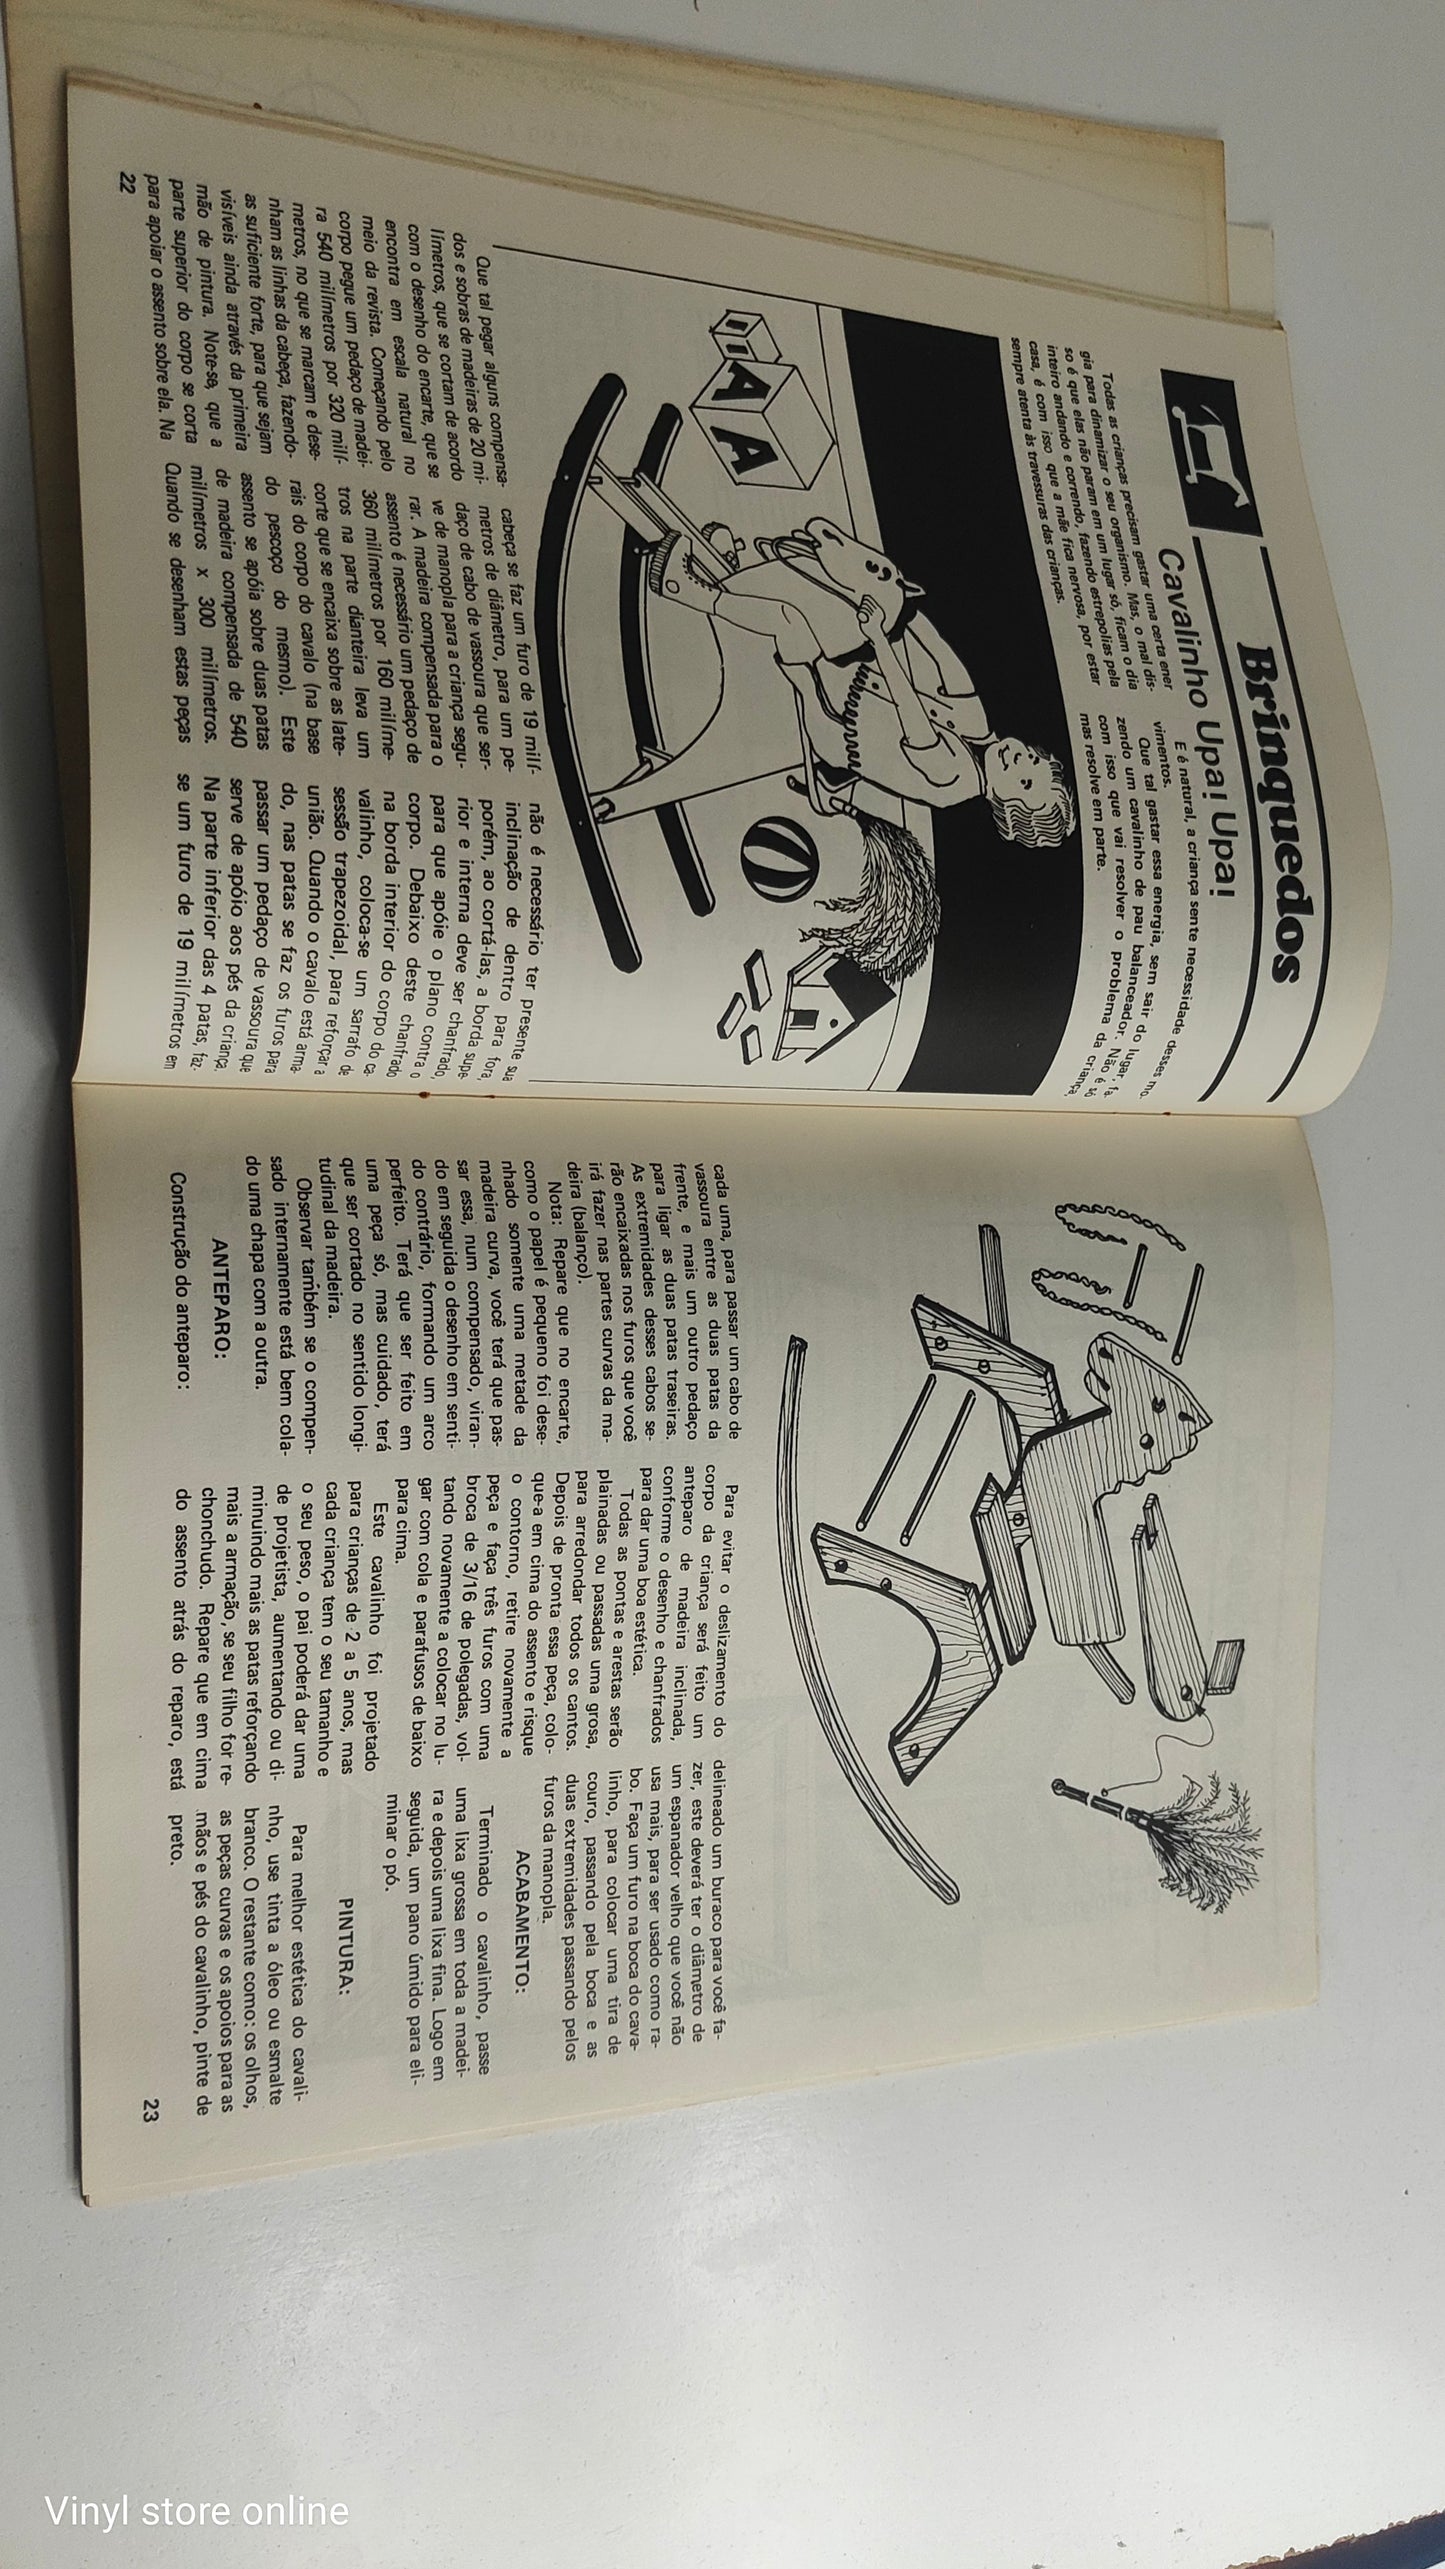 Brinquedos
Cavalinho Upa! Upa!
Todas as crianças precisam gastar uma certa ener
gia para dinamizar o seu organismo. Mas, o mal dis-
so é que elas não param em um lugar só, ficam o dia
inteiro andando e correndo, fazendo estrepolias pela
casa, é com isso que a mãe fica nervosa, por estar
sempre atenta às travessuras das crianças.
E é natural, a criança sente necessidade desses mo
vimentos.
Que tal gastar essa energia, sem sair do lugar, fa
zendo um cavalinho de pau balanceador. Não é só
com isso que vai resolver o problema da criança,
mas resolve em parte.
A
A
Que tal pegar alguns compensa-
dos e sobras de madeiras de 20 mi-
límetros, que se cortam de acordo
com o desenho do encarte, que se
encontra em escala natural no
meio da revista. Começando pelo
corpo pegue um pedaço de madei-
ra 540 milímetros por 320 milí-
metros, no que se marcam e dese-
nham as linhas da cabeça, fazendo-
as suficiente forte, para que sejam
visíveis ainda através da primeira
mão de pintura. Note-se, que a
parte superior do corpo se corta
para apoiar o assento sobre ela. Na
cabeça se faz um furo de 19 milí-
metros de diâmetro, para um pe-
daço de cabo de vassoura que ser-
ve de manopla para a criança segu-
rar. A madeira compensada para o
assento é necessário um pedaço de
360 milímetros por 160 milíme-
tros na parte dianteira leva um
corte que se encaixa sobre as late-
rais do corpo do cavalo (na base
do pescoço do mesmo). Este
assento se apóia sobre duas patas
de madeira compensada de 540
milímetros x 300 milímetros.
Quando se desenham estas peças
não é necessário ter presente sua
inclinação de dentro para fora,
porém, ao cortá-las, a borda supe-
rior e interna deve ser chanfrado,
para que apóie o plano contra o
corpo. Debaixo deste chanfrado
na borda interior do corpo do ca-
valinho, coloca-se um sarrafo de
sessão trapezoidal, para reforçar a
união. Quando o cavalo está arma-
do, nas patas se faz os furos para
passar um pedaço de vassoura que
serve de apóio aos pés da criança.
Na parte inferior das 4 patas, faz-
se um furo de 19 milímetros em
22
cada uma, para passar um cabo de
vassoura entre as duas patas da
frente, e mais um outro pedaço
para ligar as duas patas traseiras.
As extremidades desses cabos se-
rão encaixadas nos furos que você
irá fazer nas partes curvas da ma-
deira (balanço).
Nota: Repare que no encarte,
como o papel é pequeno foi dese-
nhado somente uma metade da
madeira curva, você terá que pas-
sar essa, num compensado, viran-
do em seguida o desenho em senti-
do contrário, formando um arco
perfeito. Terá que ser feito em
uma peça só, mas cuidado, terá
que ser cortado no sentido longi-
tudinal da madeira.
Observar também se o compen-
sado internamente está bem cola-
do uma chapa com a outra.
ANTEPARO:
Construção do anteparo:
Para evitar o deslizamento do
corpo da criança será feito um
anteparo de madeira inclinada,
conforme o desenho e chanfrados
para dar uma boa estética.
Todas as pontas e arestas serão
plainadas ou passadas uma grosa,
para arredondar todos os cantos.
Depois de pronta essa peça, colo-
que-a em cima do assento e risque
o contorno, retire novamente a
peça e faça três furos com uma
broca de 3/16 de polegadas, vol-
tando novamente a colocar no lu-
gar com cola e parafusos de baixo
para cima.
Este cavalinho foi projetado
para crianças de 2 a 5 anos, mas
cada criança tem o seu tamanho e
o seu peso, o pai poderá dar uma
de projetista, aumentando ou di-
minuindo mais as patas reforçando
mais a armação, se seu filho for re-
chonchudo. Repare que em cima
do assento atrás do reparo, está
delineado um buraco para você fa-
zer, este deverá ter o diâmetro de
um espanador velho que você não
usa mais, para ser usado como ra-
bo. Faça um furo na boca do cava-
linho, para colocar uma tira de
couro, passando pela boca e as
duas extremidades passando pelos
furos da manopla.
ACABAMENTO:
Terminado o cavalinho, passe
uma lixa grossa em toda a madei-
ra e depois uma lixa fina. Logo em
seguida, um pano úmido para eli-
minar o pó.
PINTURA:
Para melhor estética do cavali-
nho, use tinta a óleo ou esmalte
branco. O restante como: os olhos,
as peças curvas e os apoios para as
mãos e pés do cavalinho, pinte de
preto.
23
Vinyl store online